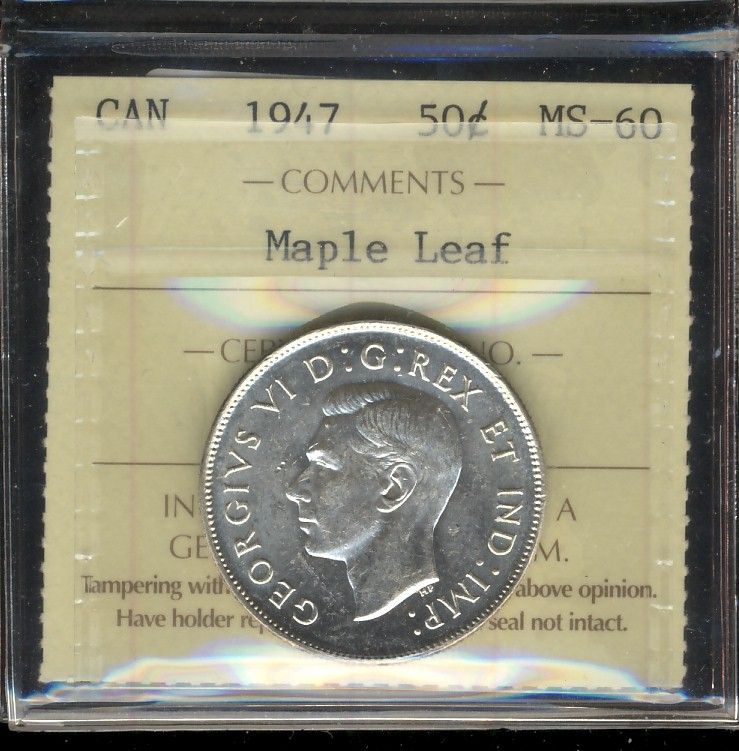 CAN 1947 50¢ MS-60
— COMMENTS —
Maple Leaf
— CER NO. —
GEORGIVS VI D:G:REX ET IND:IMP:
HP
IN A
GE M.
Tampering with above opinion.
Have holder rep seal not intact.